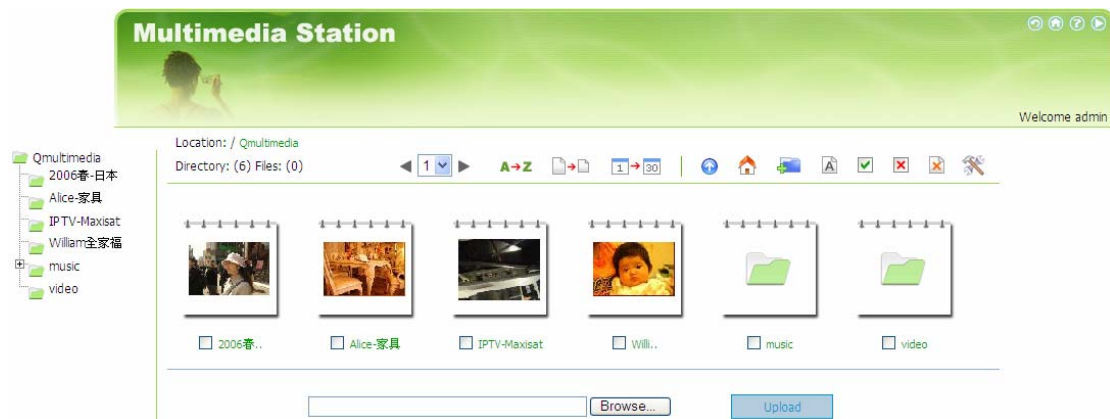 Multimedia Station
Welcome admin
Location: / Qmultimedia
Directory: (6) Files: (0)
1
A→Z
1→30
A
Qmultimedia
2006春-日本
Alice-家具
IPTV-Maxisat
William全家福
music
video
2006春..
Alice-家具
IPTV-Maxisat
Willi..
music
video
Browse...
Upload